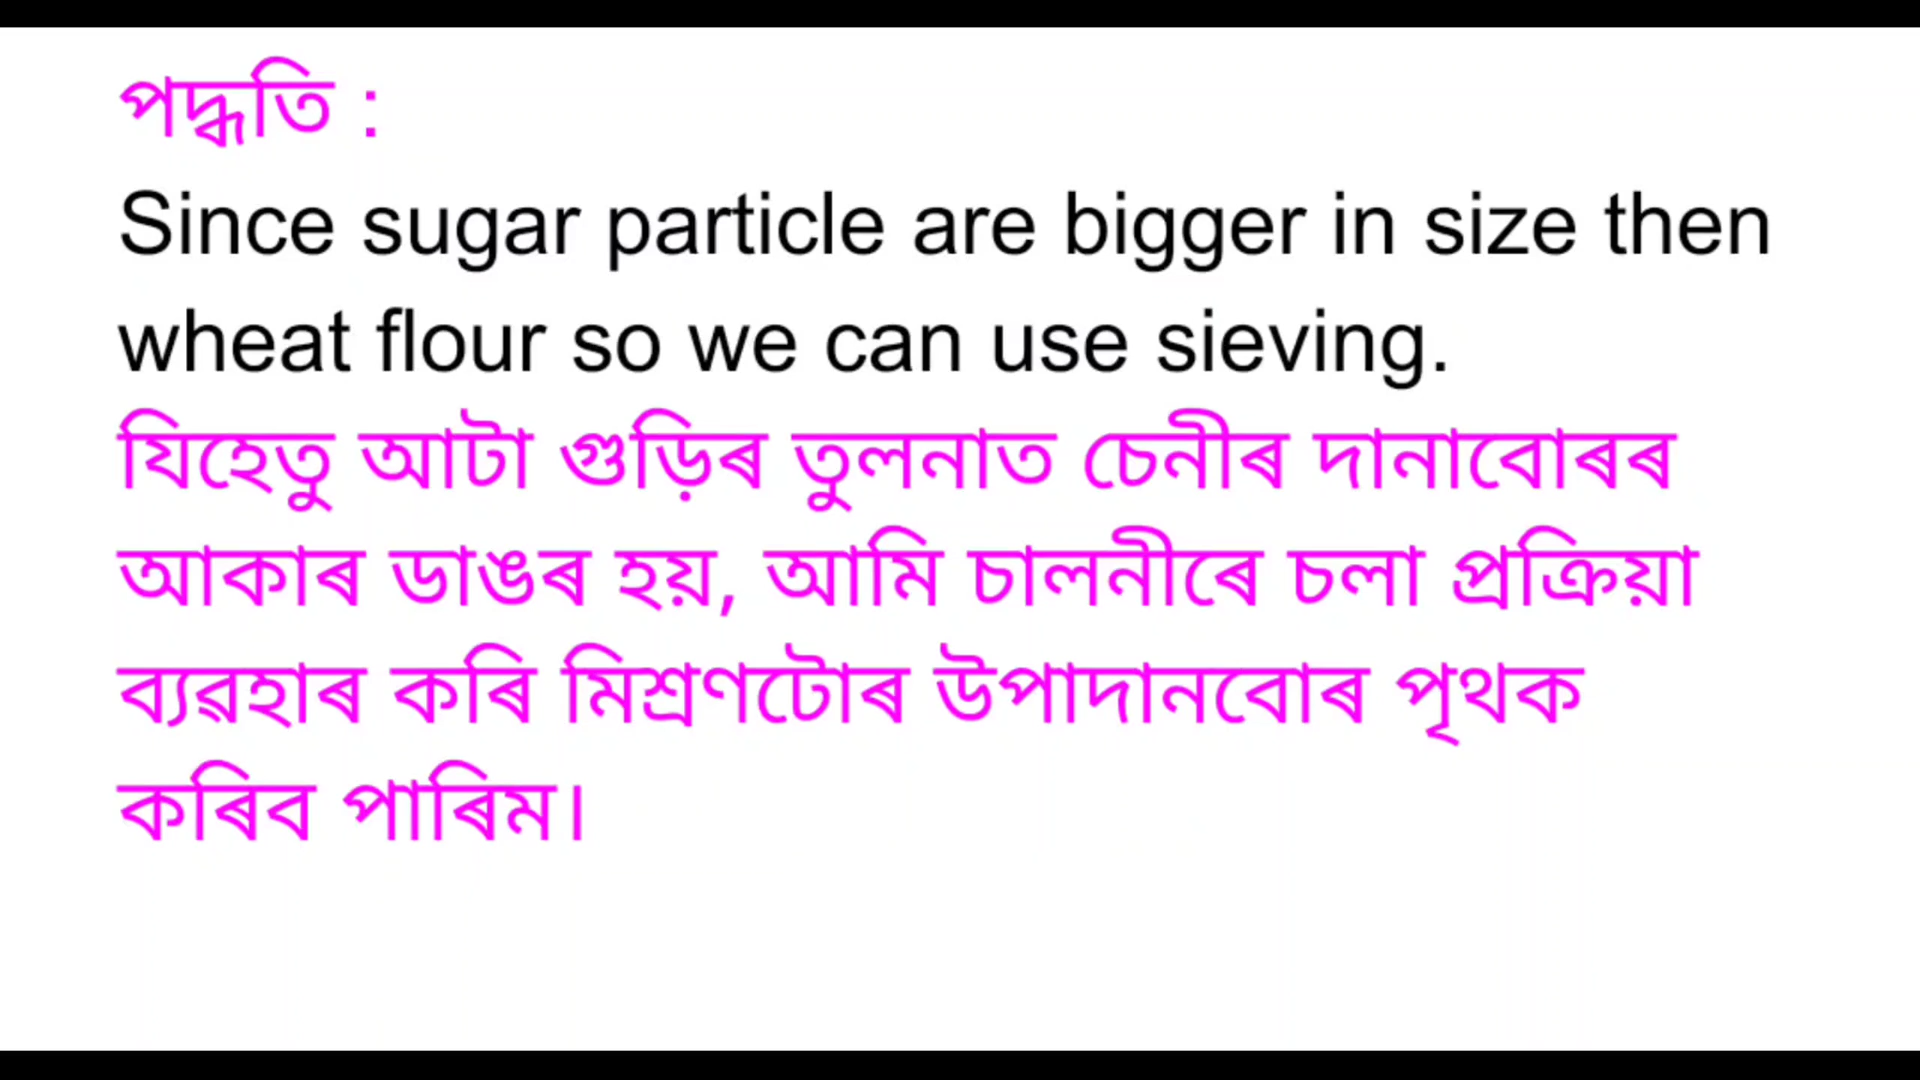 পদ্ধতি :
Since sugar particle are bigger in size then
wheat flour so we can use sieving.
যিহেতু আটা গুড়িৰ তুলনাত চেনীৰ দানাবোৰৰ
আকাৰ ডাঙৰ হয়, আমি চালনীৰে চলা প্ৰক্ৰিয়া
ব্যৱহাৰ কৰি মিশ্ৰণটোৰ উপাদানবোৰ পৃথক
কৰিব পাৰিম।